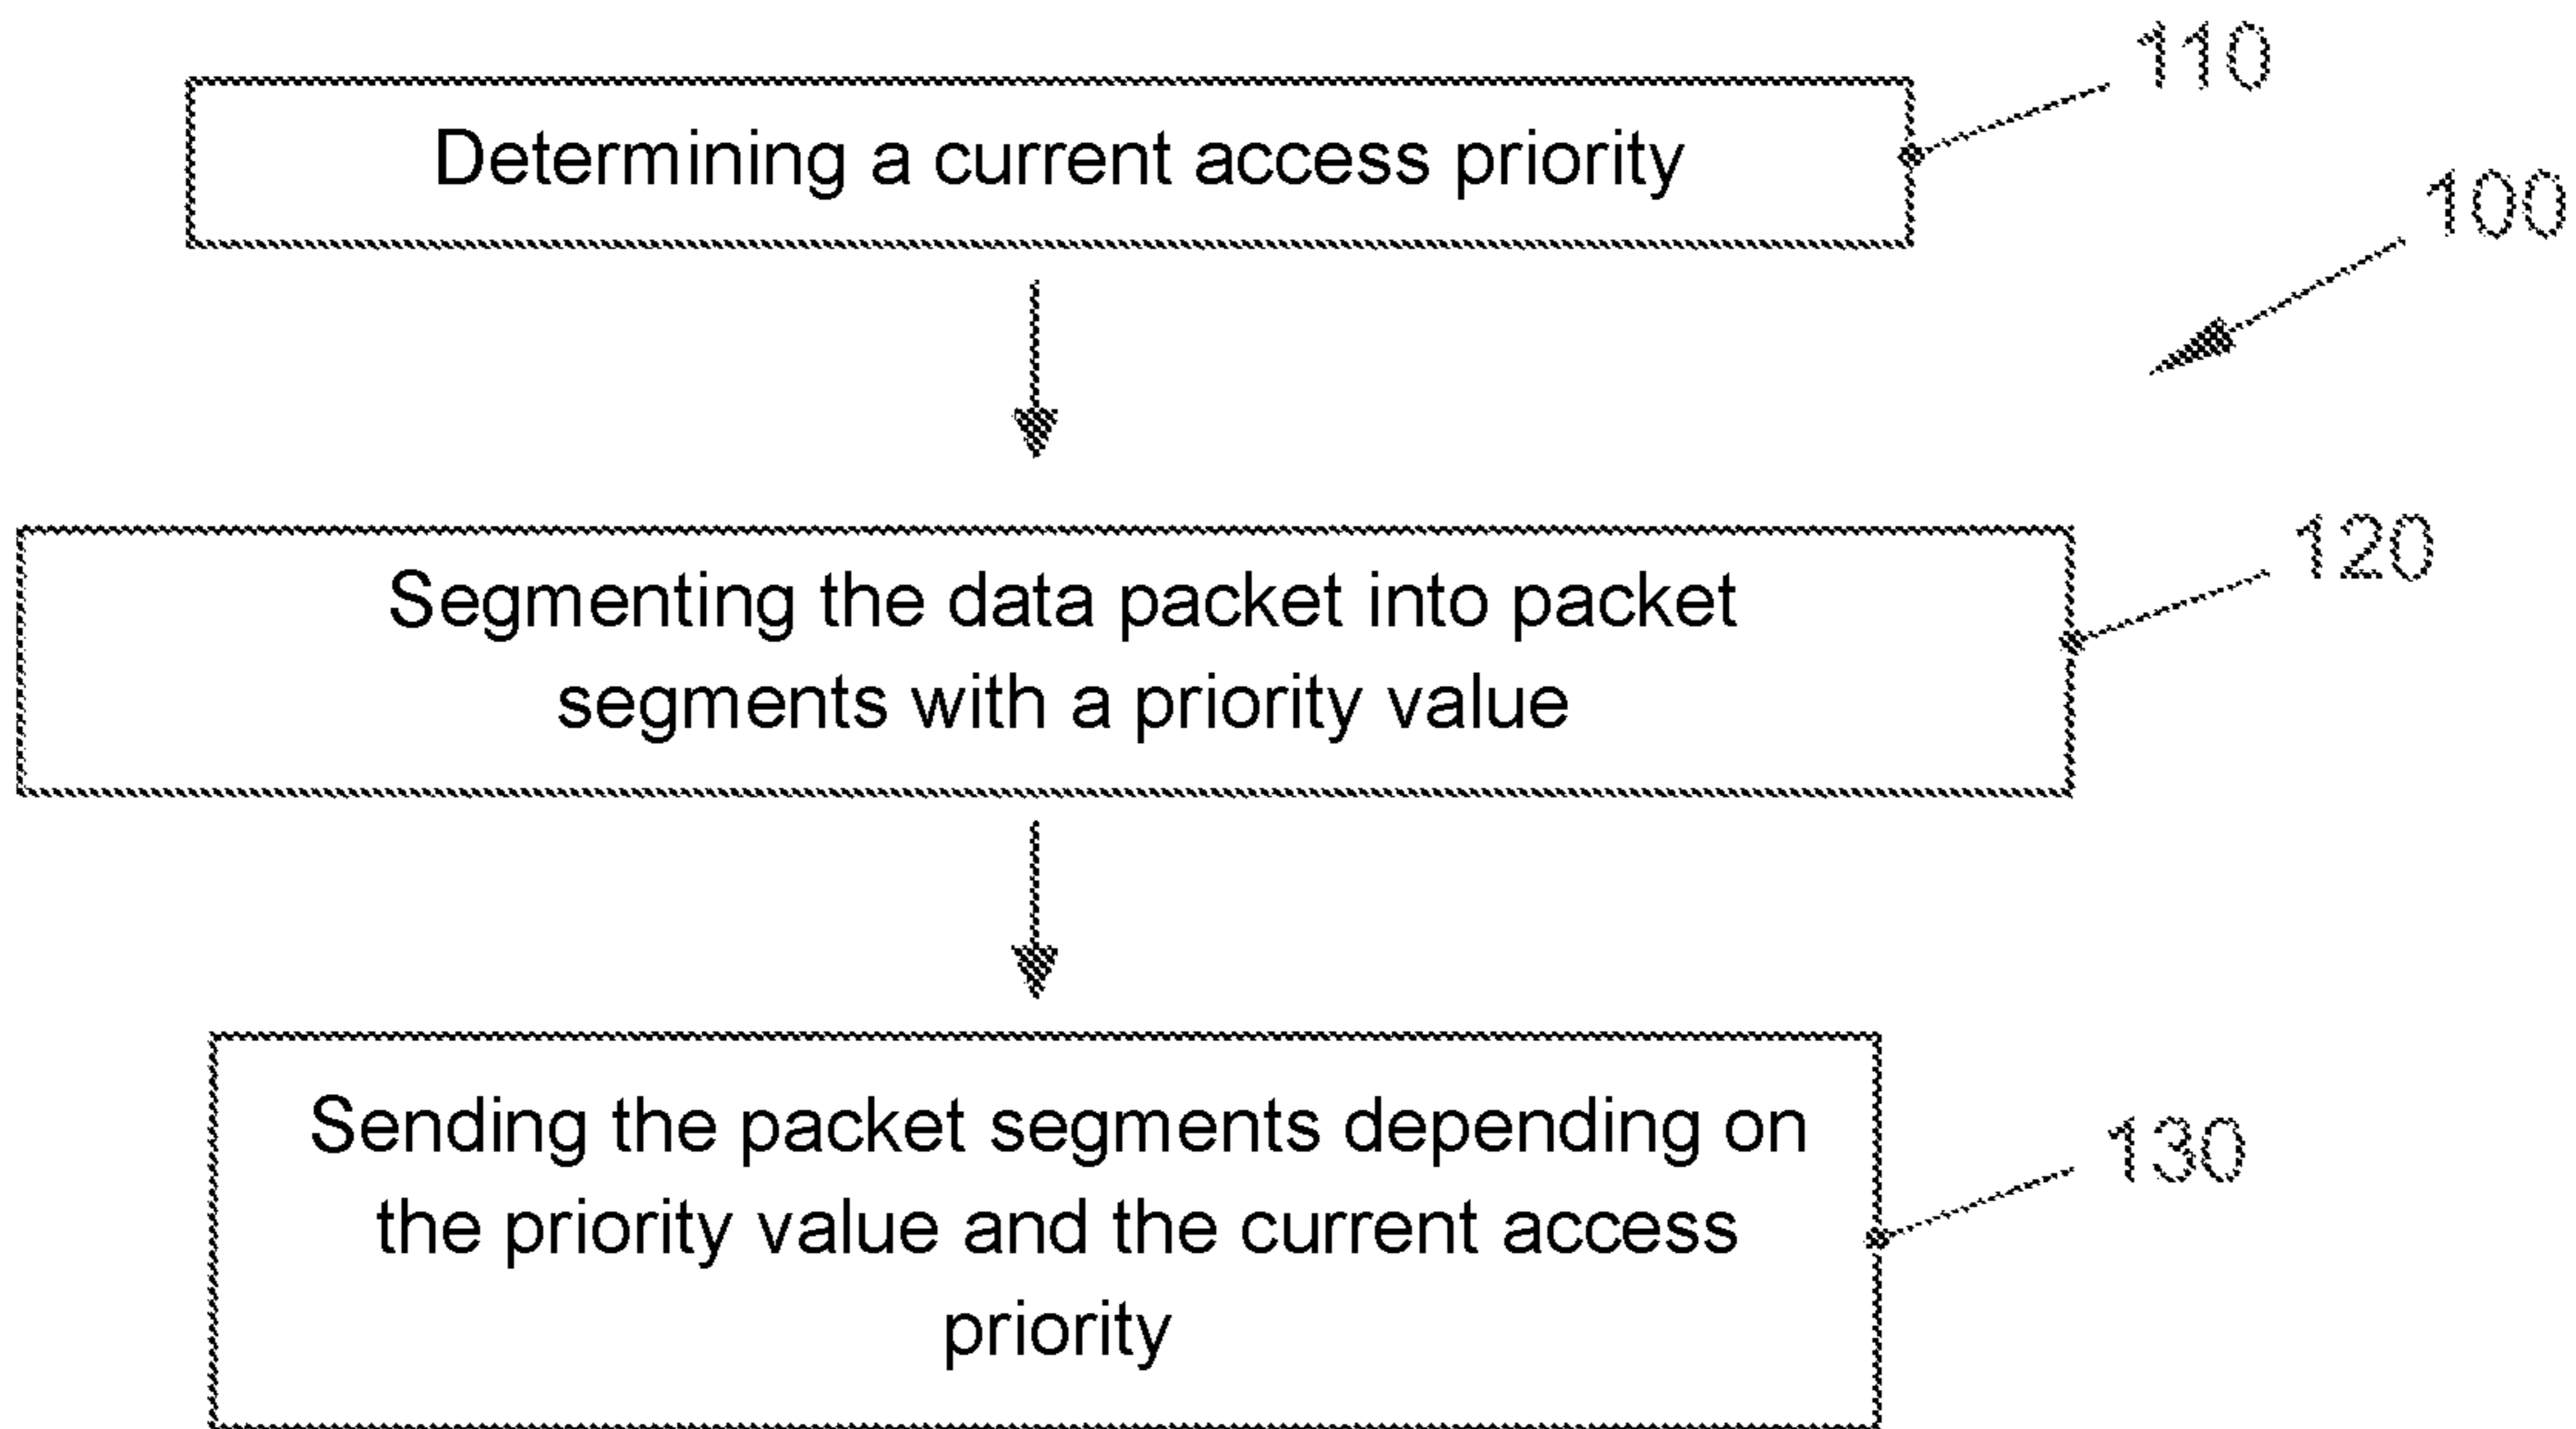 110
Determining a current access priority
100
120
Segmenting the data packet into packet
segments with a priority value
Sending the packet segments depending on
130
the priority value and the current access
priority